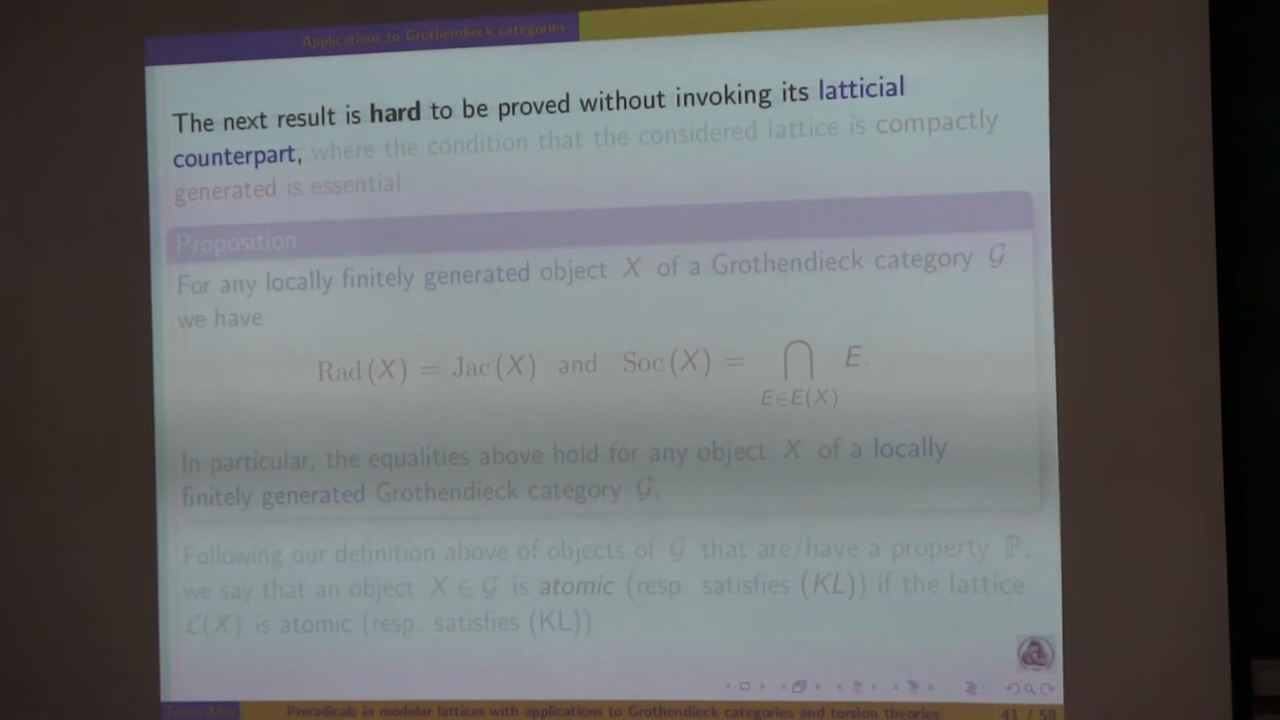 Applications to Grothendieck categories
The next result is hard to be proved without invoking its latticial
counterpart, where the condition that the considered lattice is compactly
generated is essential.
Proposition
For any locally finitely generated object X of a Grothendieck category 𝒢
we have
Rad (X) = Jac (X) and Soc (X) = ⋂ E.
E∈E(X)
In particular, the equalities above hold for any object X of a locally
finitely generated Grothendieck category 𝒢.
Following our definition above of objects of 𝒢 that are/have a property ℙ,
we say that an object X ∈ 𝒢 is atomic (resp. satisfies (KL)) if the lattice
ℒ(X) is atomic (resp. satisfies (KL)).
Toma Albu Preradicals in modular lattices with applications to Grothendieck categories and torsion theories 41 / 58